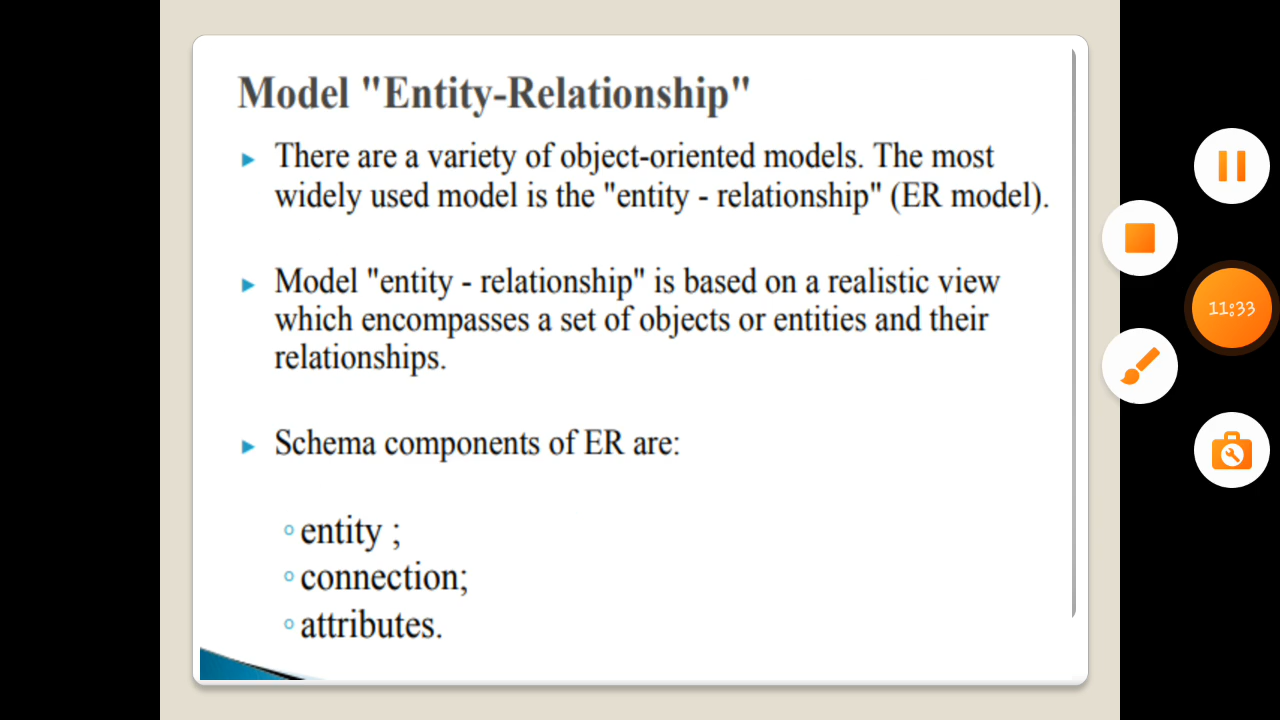 Model "Entity-Relationship"
There are a variety of object-oriented models. The most
widely used model is the "entity - relationship" (ER model).
Model "entity - relationship" is based on a realistic view
which encompasses a set of objects or entities and their
relationships.
Schema components of ER are:
entity ;
connection;
attributes.
11:33